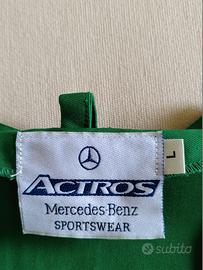 ACTROS
L
Mercedes-Benz
SPORTSWEAR
subito